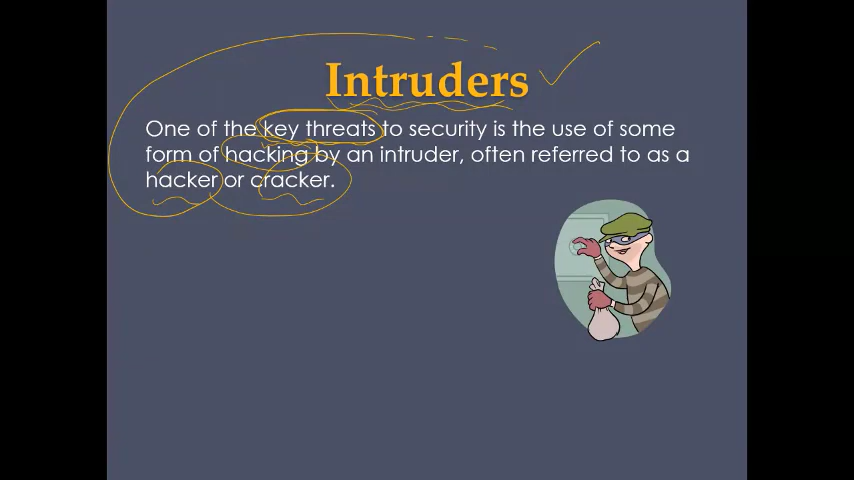 Intruders
One of the key threats to security is the use of some
form of hacking by an intruder, often referred to as a
hacker or cracker.